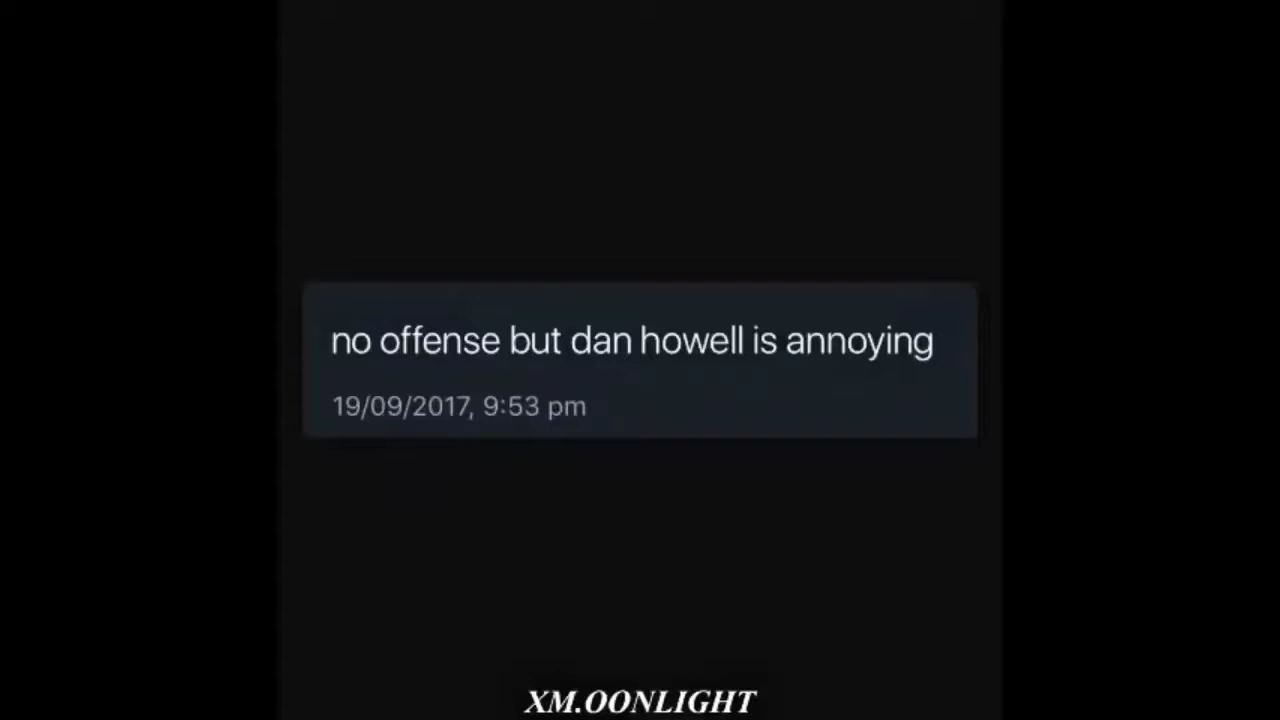 no offense but dan howell is annoying
19/09/2017, 9:53 pm
XM.OONLIGHT